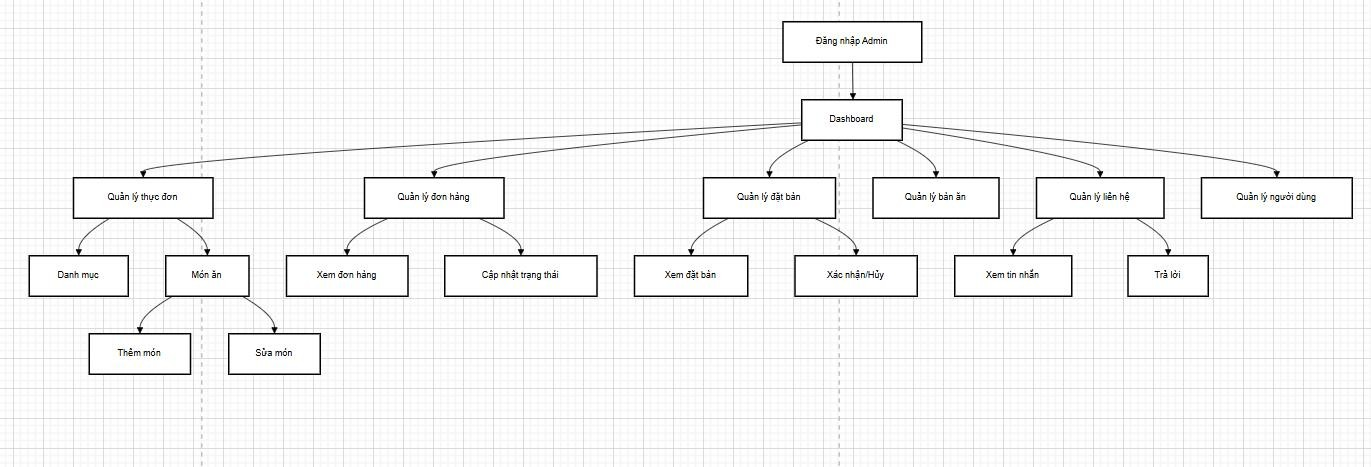 Đăng nhập Admin
Dashboard
Quản lý thực đơn
Quản lý đơn hàng
Quản lý đặt bàn
Quản lý bàn ăn
Quản lý liên hệ
Quản lý người dùng
Danh mục
Món ăn
Xem đơn hàng
Cập nhật trạng thái
Xem đặt bàn
Xác nhận/Hủy
Xem tin nhắn
Trả lời
Thêm món
Sửa món